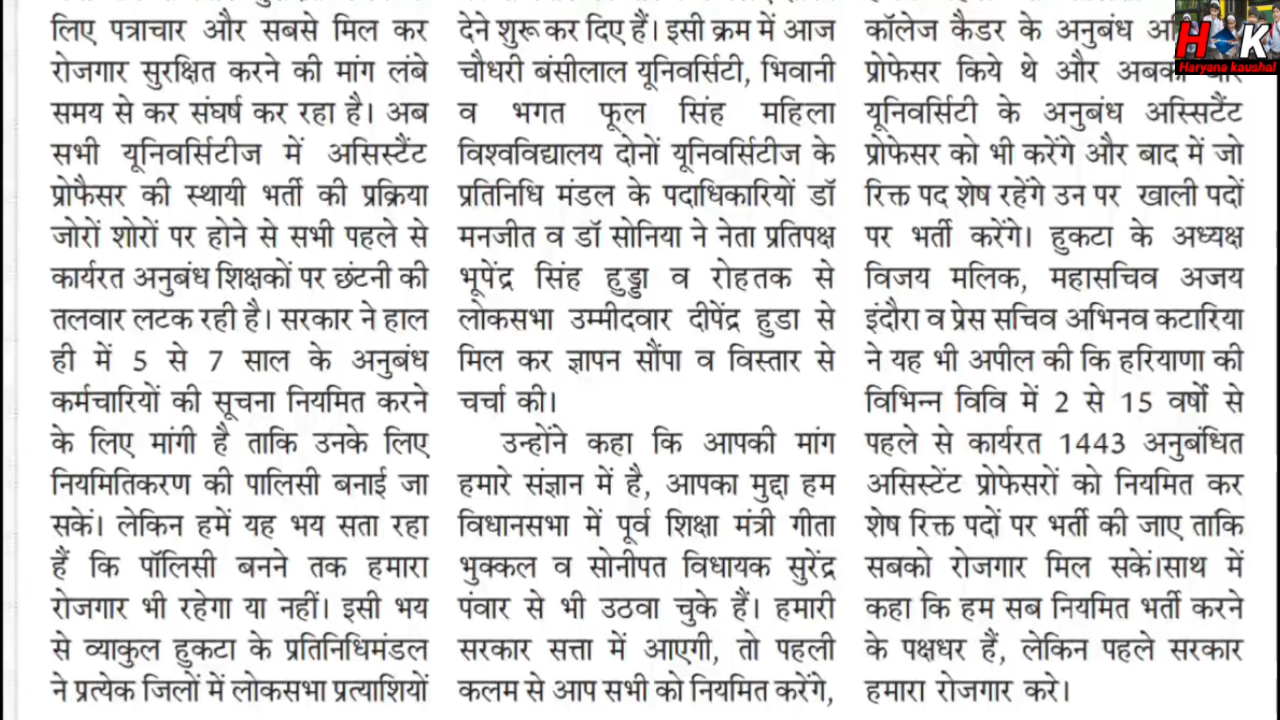 लिए पत्राचार और सबसे मिल कर
रोजगार सुरक्षित करने की मांग लंबे
समय से कर संघर्ष कर रहा है। अब
सभी यूनिवर्सिटीज में असिस्टैंट
प्रोफैसर की स्थायी भर्ती की प्रक्रिया
जोरों शोरों पर होने से सभी पहले से
कार्यरत अनुबंध शिक्षकों पर छंटनी की
तलवार लटक रही है। सरकार ने हाल
ही में 5 से 7 साल के अनुबंध
कर्मचारियों की सूचना नियमित करने
के लिए मांगी है ताकि उनके लिए
नियमितिकरण की पालिसी बनाई जा
सकें। लेकिन हमें यह भय सता रहा
हैं कि पॉलिसी बनने तक हमारा
रोजगार भी रहेगा या नहीं। इसी भय
से व्याकुल हुकटा के प्रतिनिधिमंडल
ने प्रत्येक जिलों में लोकसभा प्रत्याशियों
देने शुरू कर दिए हैं। इसी क्रम में आज
चौधरी बंसीलाल यूनिवर्सिटी, भिवानी
व भगत फूल सिंह महिला
विश्वविद्यालय दोनों यूनिवर्सिटीज के
प्रतिनिधि मंडल के पदाधिकारियों डॉ
मनजीत व डॉ सोनिया ने नेता प्रतिपक्ष
भूपेंद्र सिंह हुड्डा व रोहतक से
लोकसभा उम्मीदवार दीपेंद्र हुडा से
मिल कर ज्ञापन सौंपा व विस्तार से
चर्चा की।
उन्होंने कहा कि आपकी मांग
हमारे संज्ञान में है, आपका मुद्दा हम
विधानसभा में पूर्व शिक्षा मंत्री गीता
भुक्कल व सोनीपत विधायक सुरेंद्र
पंवार से भी उठवा चुके हैं। हमारी
सरकार सत्ता में आएगी, तो पहली
कलम से आप सभी को नियमित करेंगे,
कॉलेज कैडर के अनुबंध
प्रोफेसर किये थे और अबकी
यूनिवर्सिटी के अनुबंध अस्सिटैंट
प्रोफेसर को भी करेंगे और बाद में जो
रिक्त पद शेष रहेंगे उन पर खाली पदों
पर भर्ती करेंगे। हुकटा के अध्यक्ष
विजय मलिक, महासचिव अजय
इंदौरा व प्रेस सचिव अभिनव कटारिया
ने यह भी अपील की कि हरियाणा की
विभिन्न विवि में 2 से 15 वर्षों से
पहले से कार्यरत 1443 अनुबंधित
असिस्टेंट प्रोफेसरों को नियमित कर
शेष रिक्त पदों पर भर्ती की जाए ताकि
सबको रोजगार मिल सकें।साथ में
कहा कि हम सब नियमित भर्ती करने
के पक्षधर हैं, लेकिन पहले सरकार
हमारा रोजगार करे।
H K
Haryana kaushal